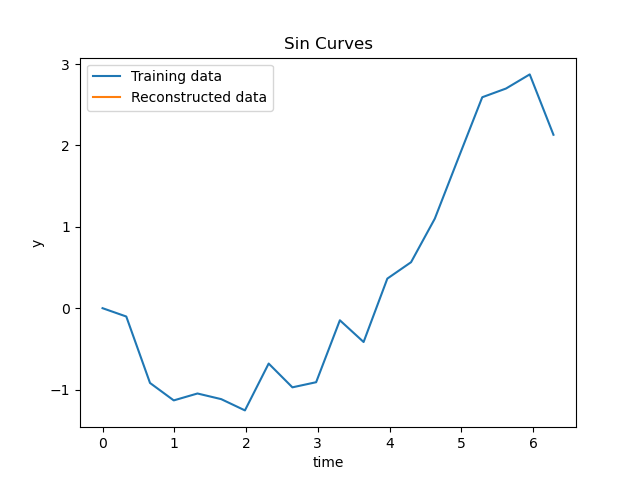 Sin Curves
Training data
Reconstructed data
3
2
1
0
−1
y
0 1 2 3 4 5 6
time